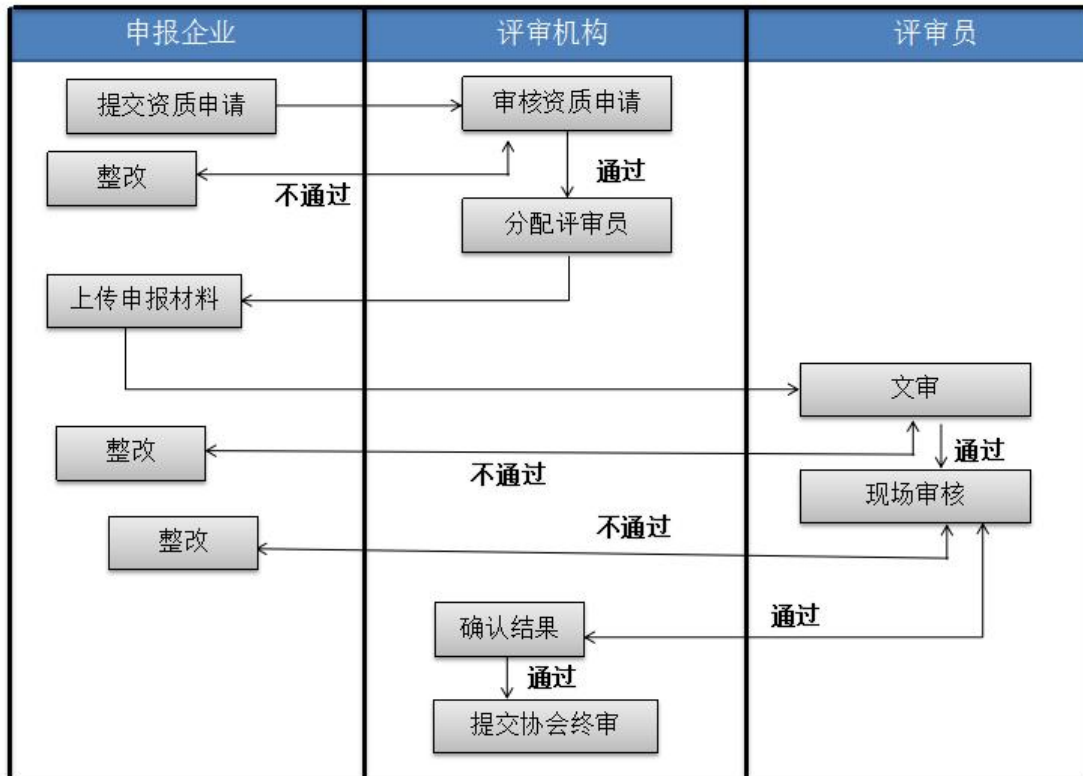 申报企业
评审机构
评审员
提交资质申请
审核资质申请
整改
不通过
通过
分配评审员
上传申报材料
文审
整改
不通过
通过
现场审核
整改
不通过
确认结果
通过
通过
提交协会终审